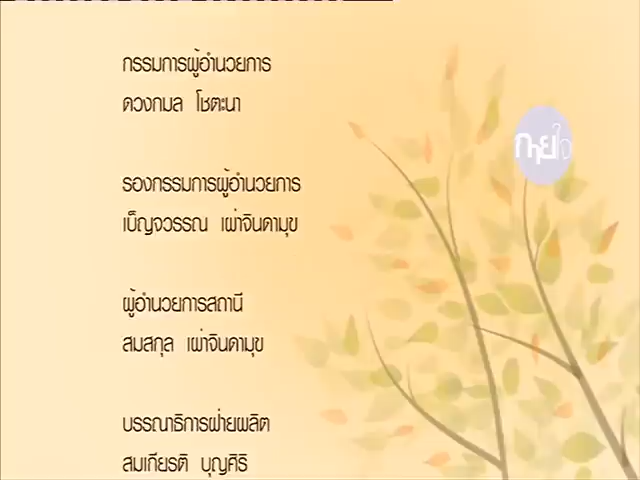 กรรมการผู้อำนวยการ
ดวงกมล โชตะนา
รองกรรมการผู้อำนวยการ
เบ็ญจวรรณ เผ่าจินดามุข
ผู้อำนวยการสถานี
สมสกุล เผ่าจินดามุข
บรรณาธิการฝ่ายผลิต
สมเกียรติ บุญศิริ
กายใจ